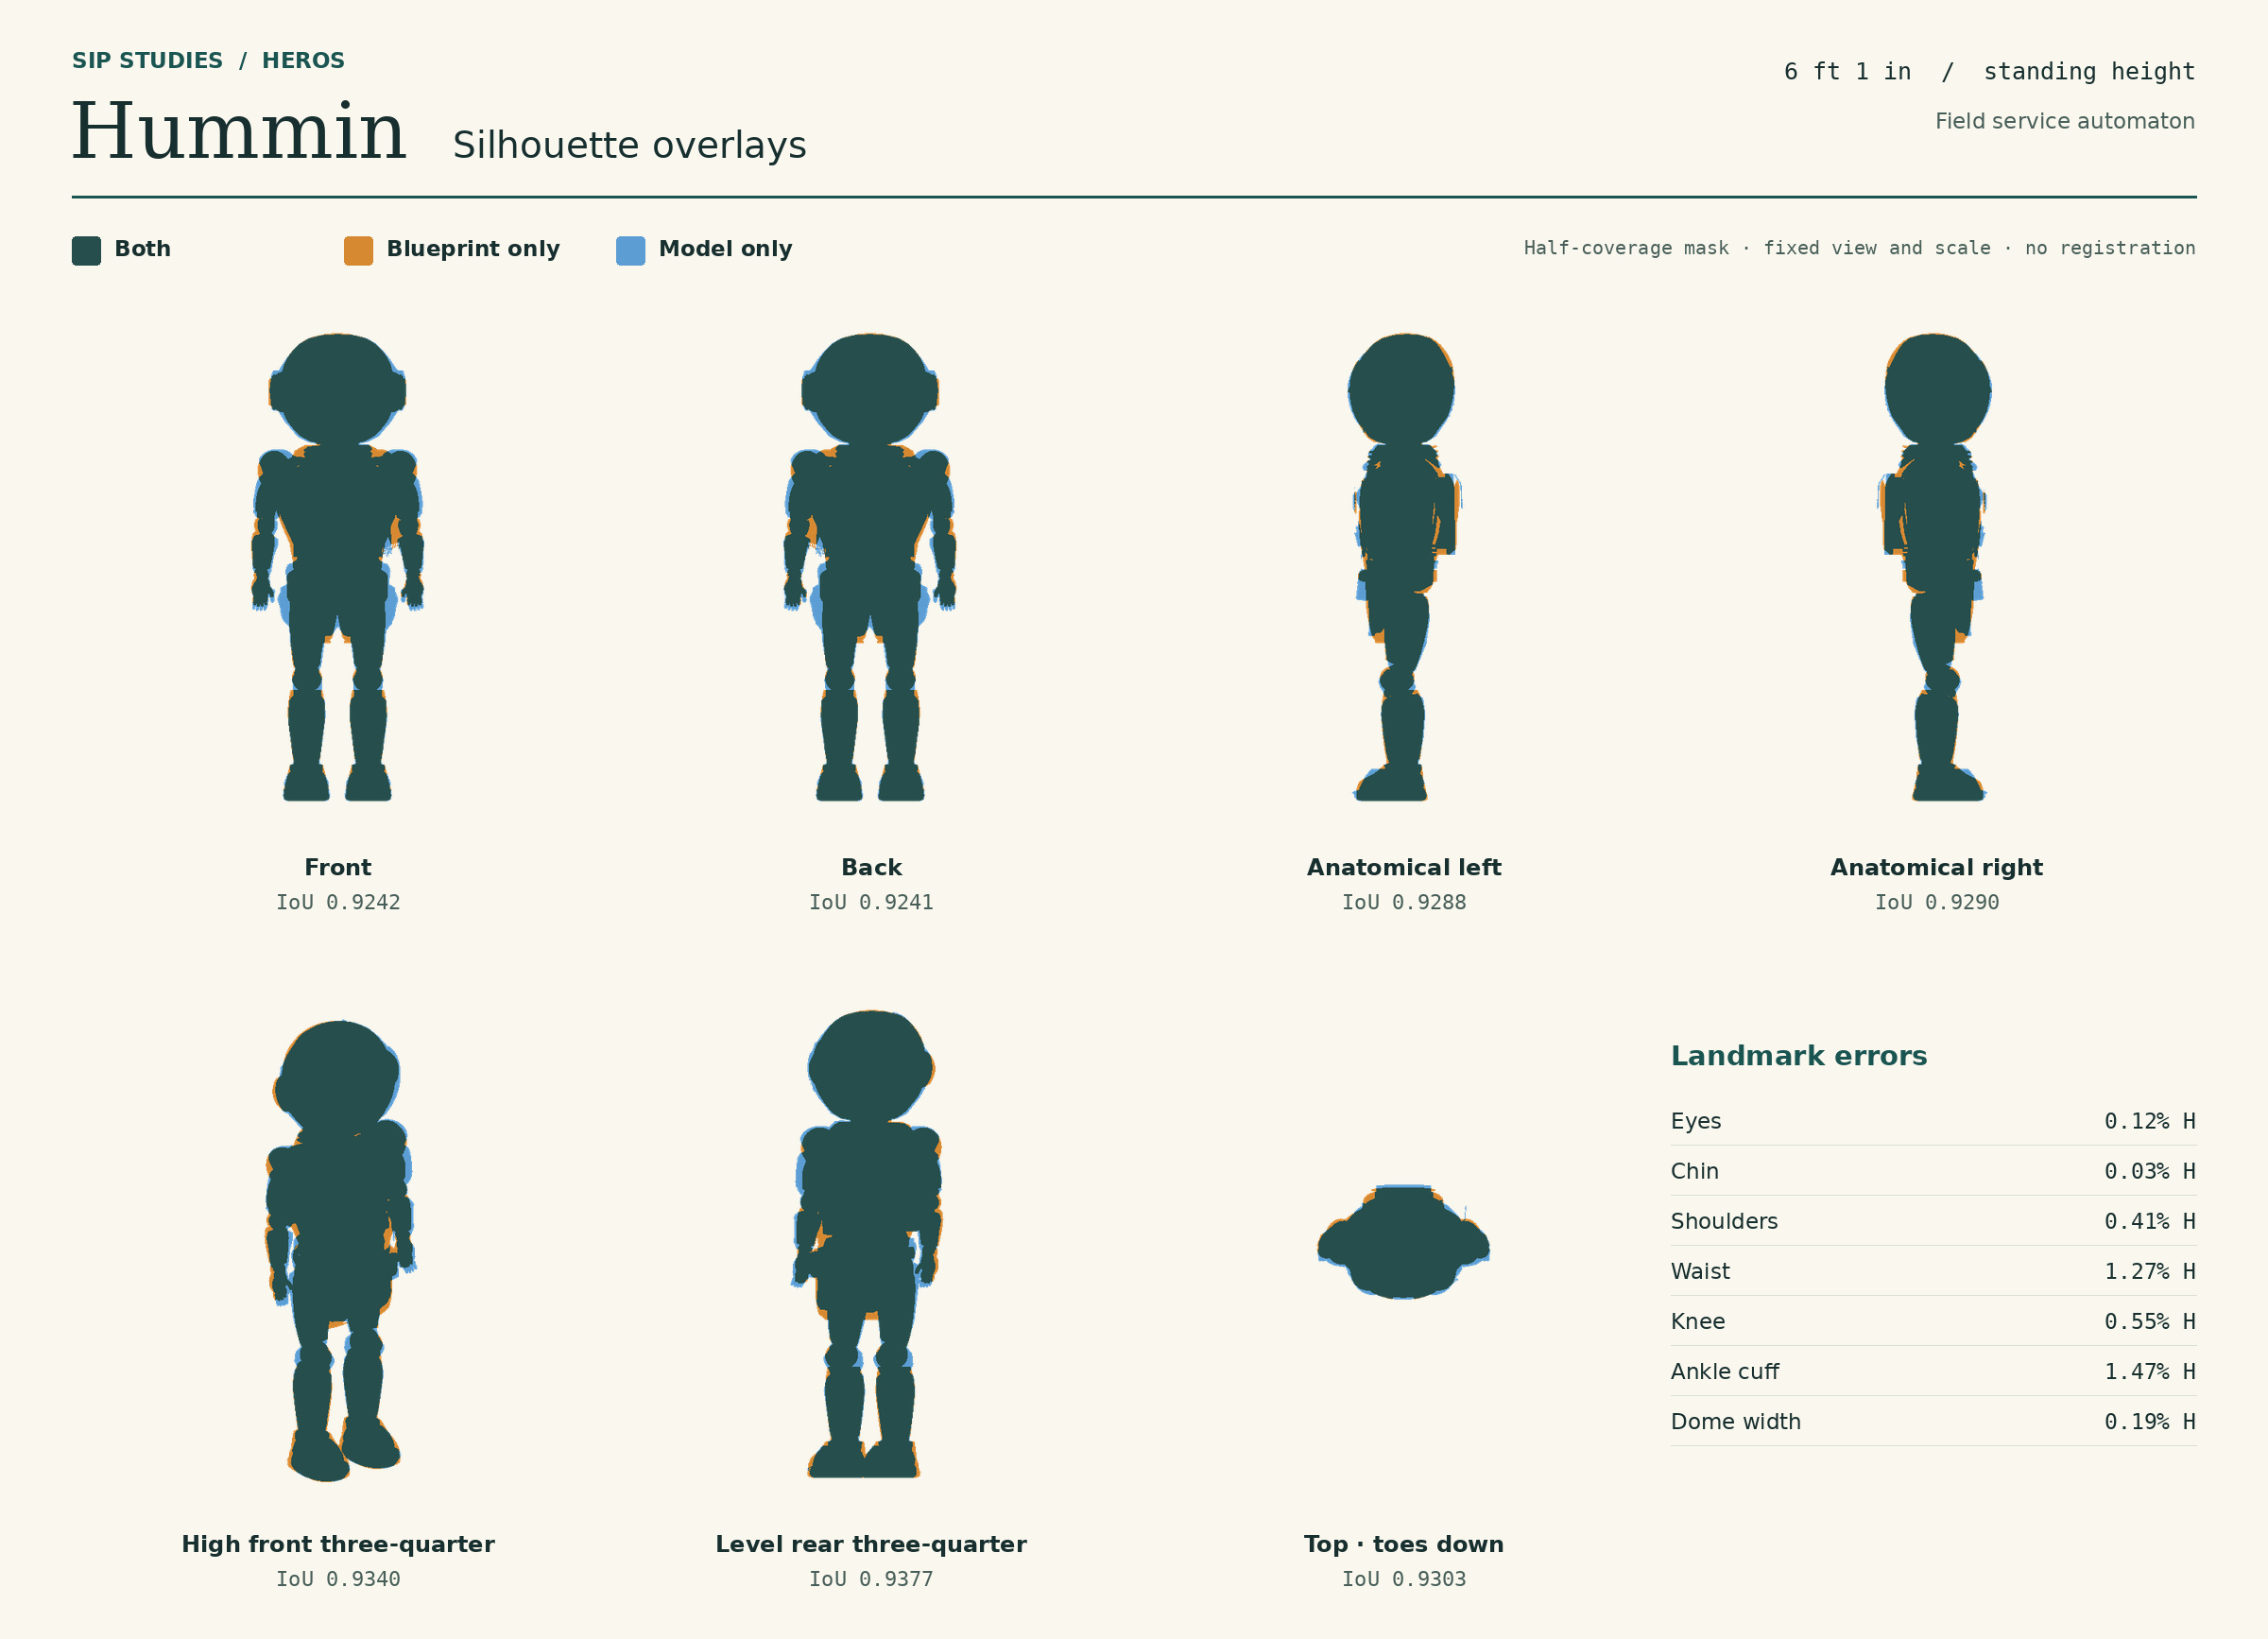 SIP STUDIES / HEROS
6 ft 1 in / standing height
Hummin Silhouette overlays
Field service automaton
Both
Blueprint only
Model only
Half-coverage mask · fixed view and scale · no registration
Front
IoU 0.9242
Back
IoU 0.9241
Anatomical left
IoU 0.9288
Anatomical right
IoU 0.9290
High front three-quarter
IoU 0.9340
Level rear three-quarter
IoU 0.9377
Top · toes down
IoU 0.9303
Landmark errors
Eyes 0.12% H
Chin 0.03% H
Shoulders 0.41% H
Waist 1.27% H
Knee 0.55% H
Ankle cuff 1.47% H
Dome width 0.19% H